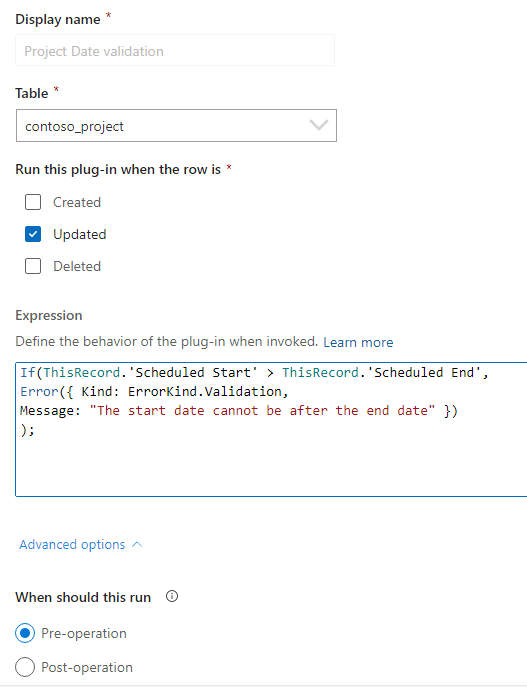 Display name *
Project Date validation
Table *
contoso_project
Run this plug-in when the row is *
Created
Updated
Deleted
Expression
Define the behavior of the plug-in when invoked. Learn more
If(ThisRecord.'Scheduled Start' > ThisRecord.'Scheduled End',
Error({ Kind: ErrorKind.Validation,
Message: "The start date cannot be after the end date" })
);
Advanced options
When should this run
Pre-operation
Post-operation